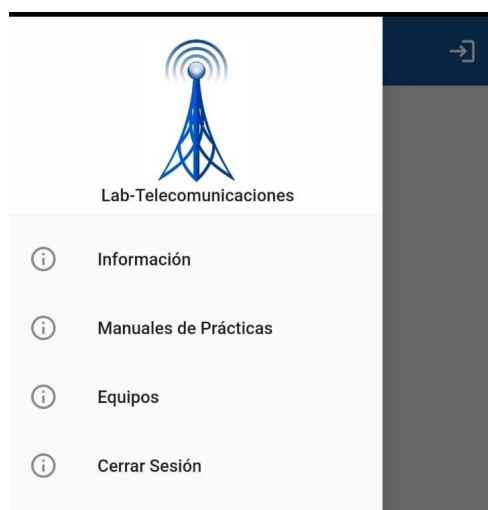 Lab-Telecomunicaciones
Información
Manuales de Prácticas
Equipos
Cerrar Sesión